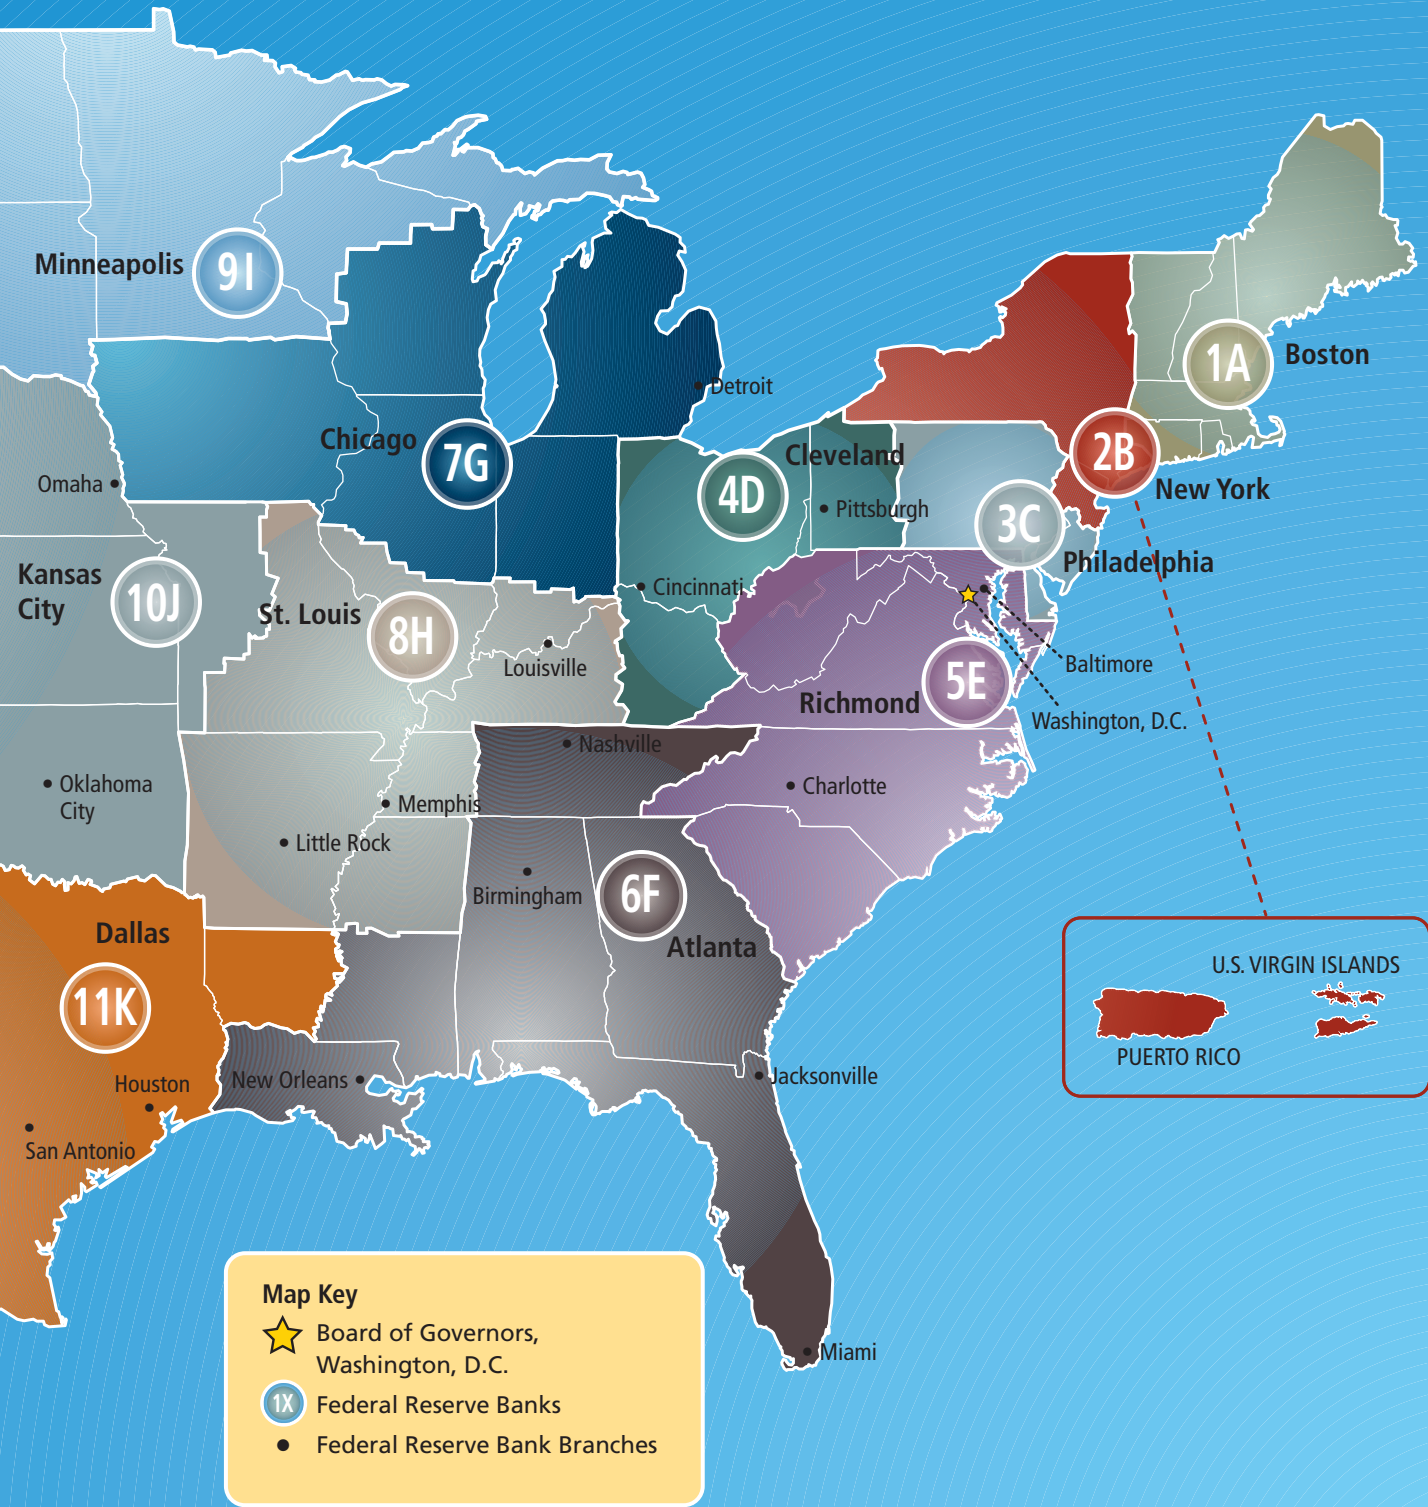 Minneapolis
9I
Boston
1A
Detroit
Chicago
7G
Cleveland
4D
2B
New York
Omaha
Pittsburgh
3C
Philadelphia
Kansas
City
10J
Cincinnati
St. Louis
8H
Louisville
Baltimore
Richmond
5E
Washington, D.C.
Nashville
Oklahoma
City
Charlotte
Memphis
Little Rock
Birmingham
6F
Atlanta
Dallas
11K
U.S. VIRGIN ISLANDS
PUERTO RICO
Houston
New Orleans
Jacksonville
San Antonio
Miami
Map Key
Board of Governors,
Washington, D.C.
1X
Federal Reserve Banks
Federal Reserve Bank Branches